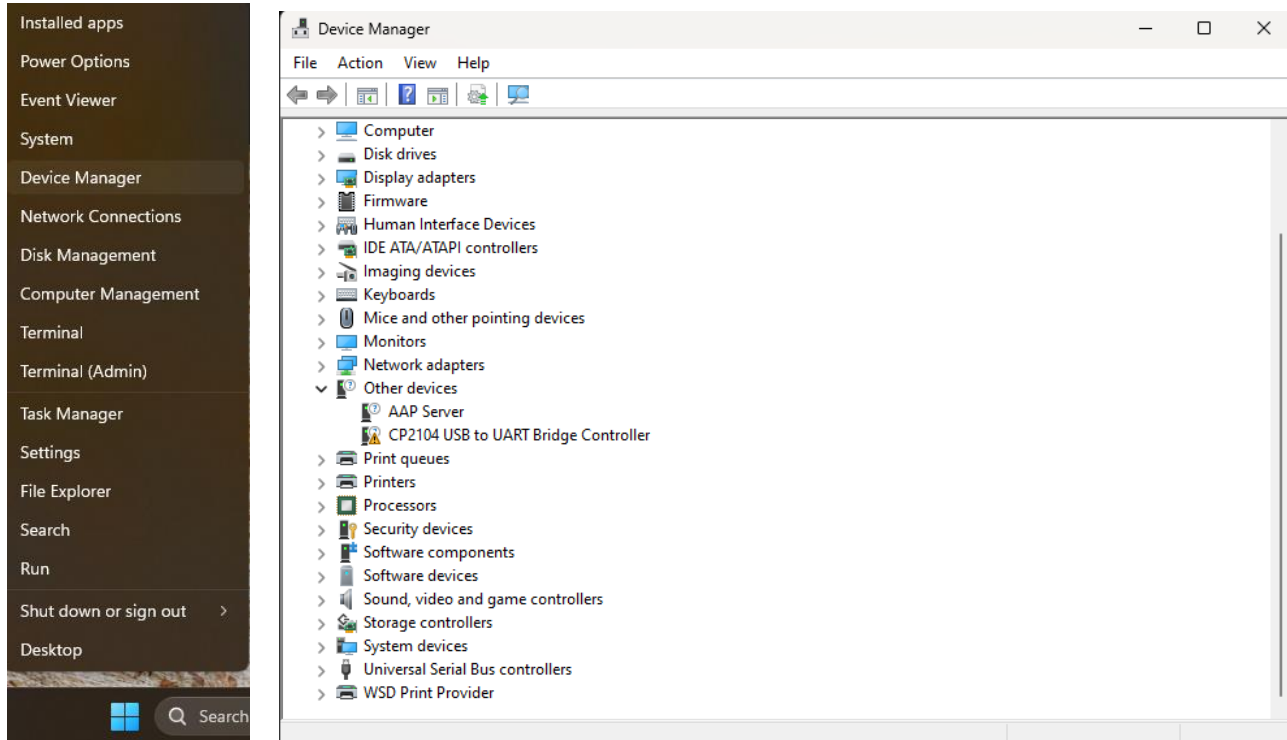 Installed apps
Power Options
Event Viewer
System
Device Manager
Network Connections
Disk Management
Computer Management
Terminal
Terminal (Admin)
Task Manager
Settings
File Explorer
Search
Run
Shut down or sign out
Desktop
Search
Device Manager
File Action View Help
Computer
Disk drives
Display adapters
Firmware
Human Interface Devices
IDE ATA/ATAPI controllers
Imaging devices
Keyboards
Mice and other pointing devices
Monitors
Network adapters
Other devices
AAP Server
CP2104 USB to UART Bridge Controller
Print queues
Printers
Processors
Security devices
Software components
Software devices
Sound, video and game controllers
Storage controllers
System devices
Universal Serial Bus controllers
WSD Print Provider